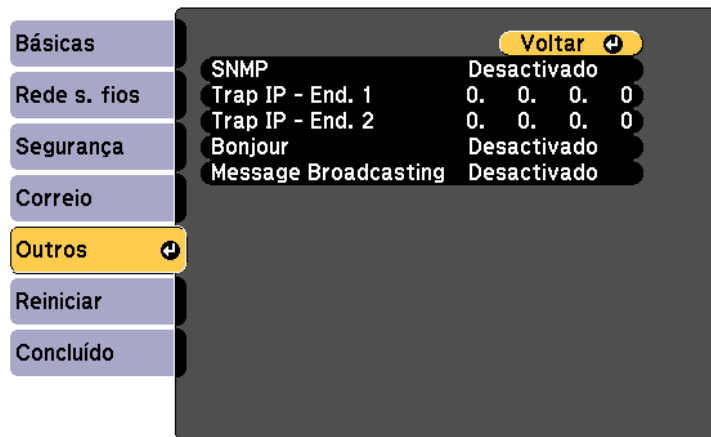 Básicas
Rede s. fios
Segurança
Correio
Outros
Reiniciar
Concluído
Voltar
SNMP Desactivado
Trap IP - End. 1 0. 0. 0. 0
Trap IP - End. 2 0. 0. 0. 0
Bonjour Desactivado
Message Broadcasting Desactivado